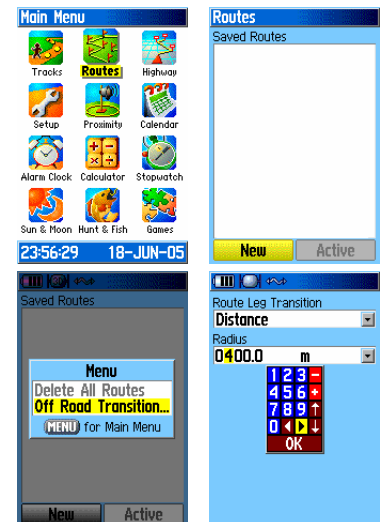 Main Menu
Tracks Routes Highway
Setup Proximity Calendar
Alarm Clock Calculator Stopwatch
Sun & Moon Hunt & Fish Games
23:56:29 18-JUN-05
Routes
Saved Routes
New Active
Saved Routes
Menu
Delete All Routes
Off Road Transition...
MENU for Main Menu
New Active
Route Leg Transition
Distance
Radius
0400.0 m
1 2 3 -
4 5 6 +
7 8 9 ↑
0 ◀ ▶ ↓
OK